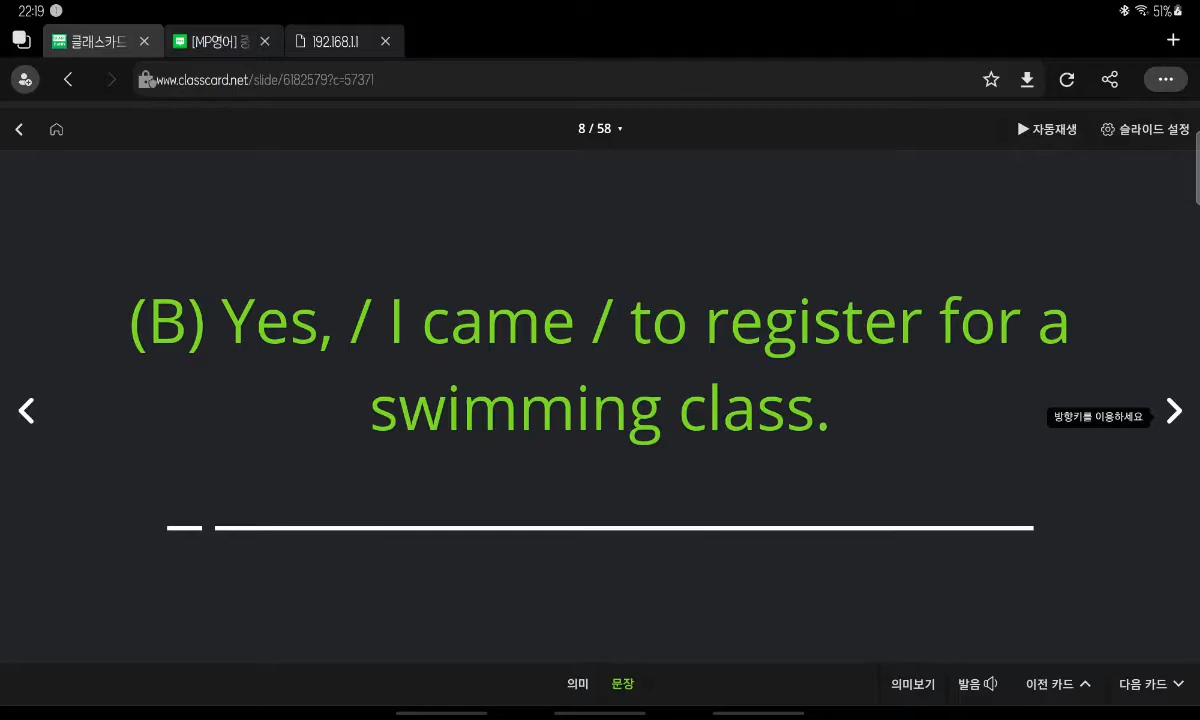 22:19
51%
클래스카드
[MP영어] 중
192.168.1.1
www.classcard.net/slide/6182579?c=57371
8 / 58
자동재생
슬라이드 설정
(B) Yes, / I came / to register for a
swimming class.
방향키를 이용하세요
의미 문장
의미보기 발음 이전 카드 다음 카드